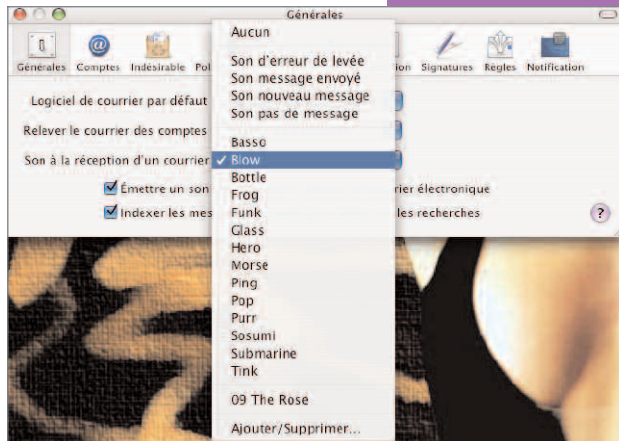 Générales
Générales Comptes Indésirable Signatures Règles Notification
Logiciel de courrier par défaut
Relever le courrier des comptes
Son à la réception d'un courrier
Émettre un son
rier électronique
Indexer les mes
les recherches
?
Aucun
Son d'erreur de levée
Son message envoyé
Son nouveau message
Son pas de message
Basso
✓ Blow
Bottle
Frog
Funk
Glass
Hero
Morse
Ping
Pop
Purr
Sosumi
Submarine
Tink
09 The Rose
Ajouter/Supprimer...